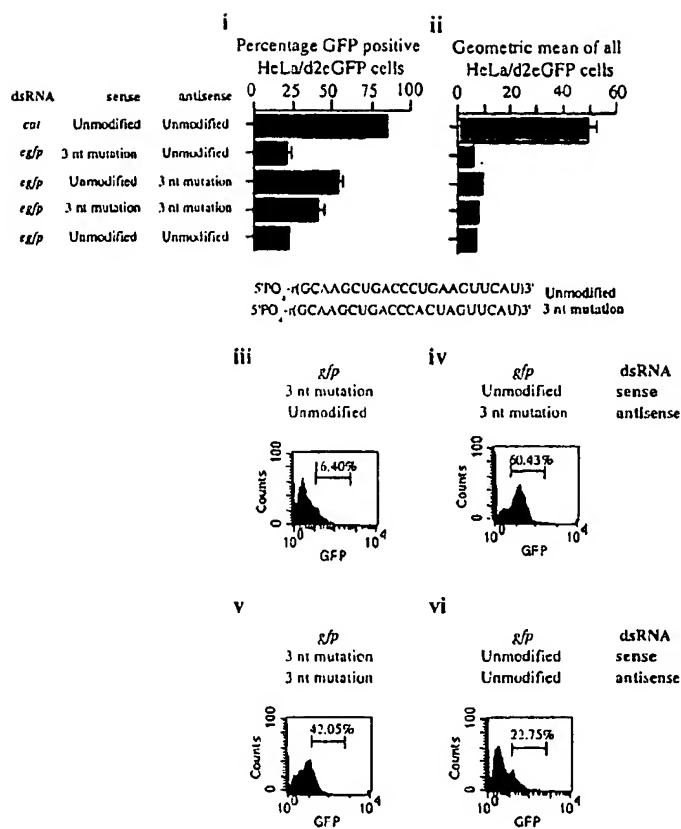 i
Percentage GFP positive
HeLa/d2eGFP cells
ii
Geometric mean of all
HeLa/d2eGFP cells
dsRNA sense antisense
0 25 50 75 100
0 20 40 60
cat Unmodified Unmodified
egfp 3 nt mutation Unmodified
egfp Unmodified 3 nt mutation
egfp 3 nt mutation 3 nt mutation
egfp Unmodified Unmodified
5'PO4-r(GCAAGCUGACCCUGAAGUUCAU)3' Unmodified
5'PO4-r(GCAAGCUGACCCACUAGUUCAU)3' 3 nt mutation
iii
gfp
3 nt mutation
Unmodified
iv
gfp dsRNA
Unmodified sense
3 nt mutation antisense
100
Counts
0
16.40%
10^0 10^4
GFP
100
Counts
0
60.43%
10^0 10^4
GFP
v
gfp
3 nt mutation
3 nt mutation
vi
gfp dsRNA
Unmodified sense
Unmodified antisense
100
Counts
0
42.05%
10^0 10^4
GFP
100
Counts
0
22.75%
10^0 10^4
GFP